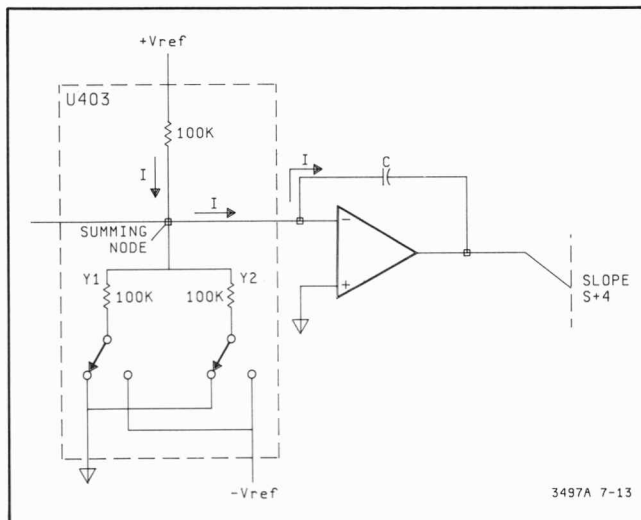 +Vref
U403
100K
I
I
I
C
SUMMING
NODE
−
+
Y1
100K
100K
Y2
SLOPE
S+4
-Vref
3497A 7-13